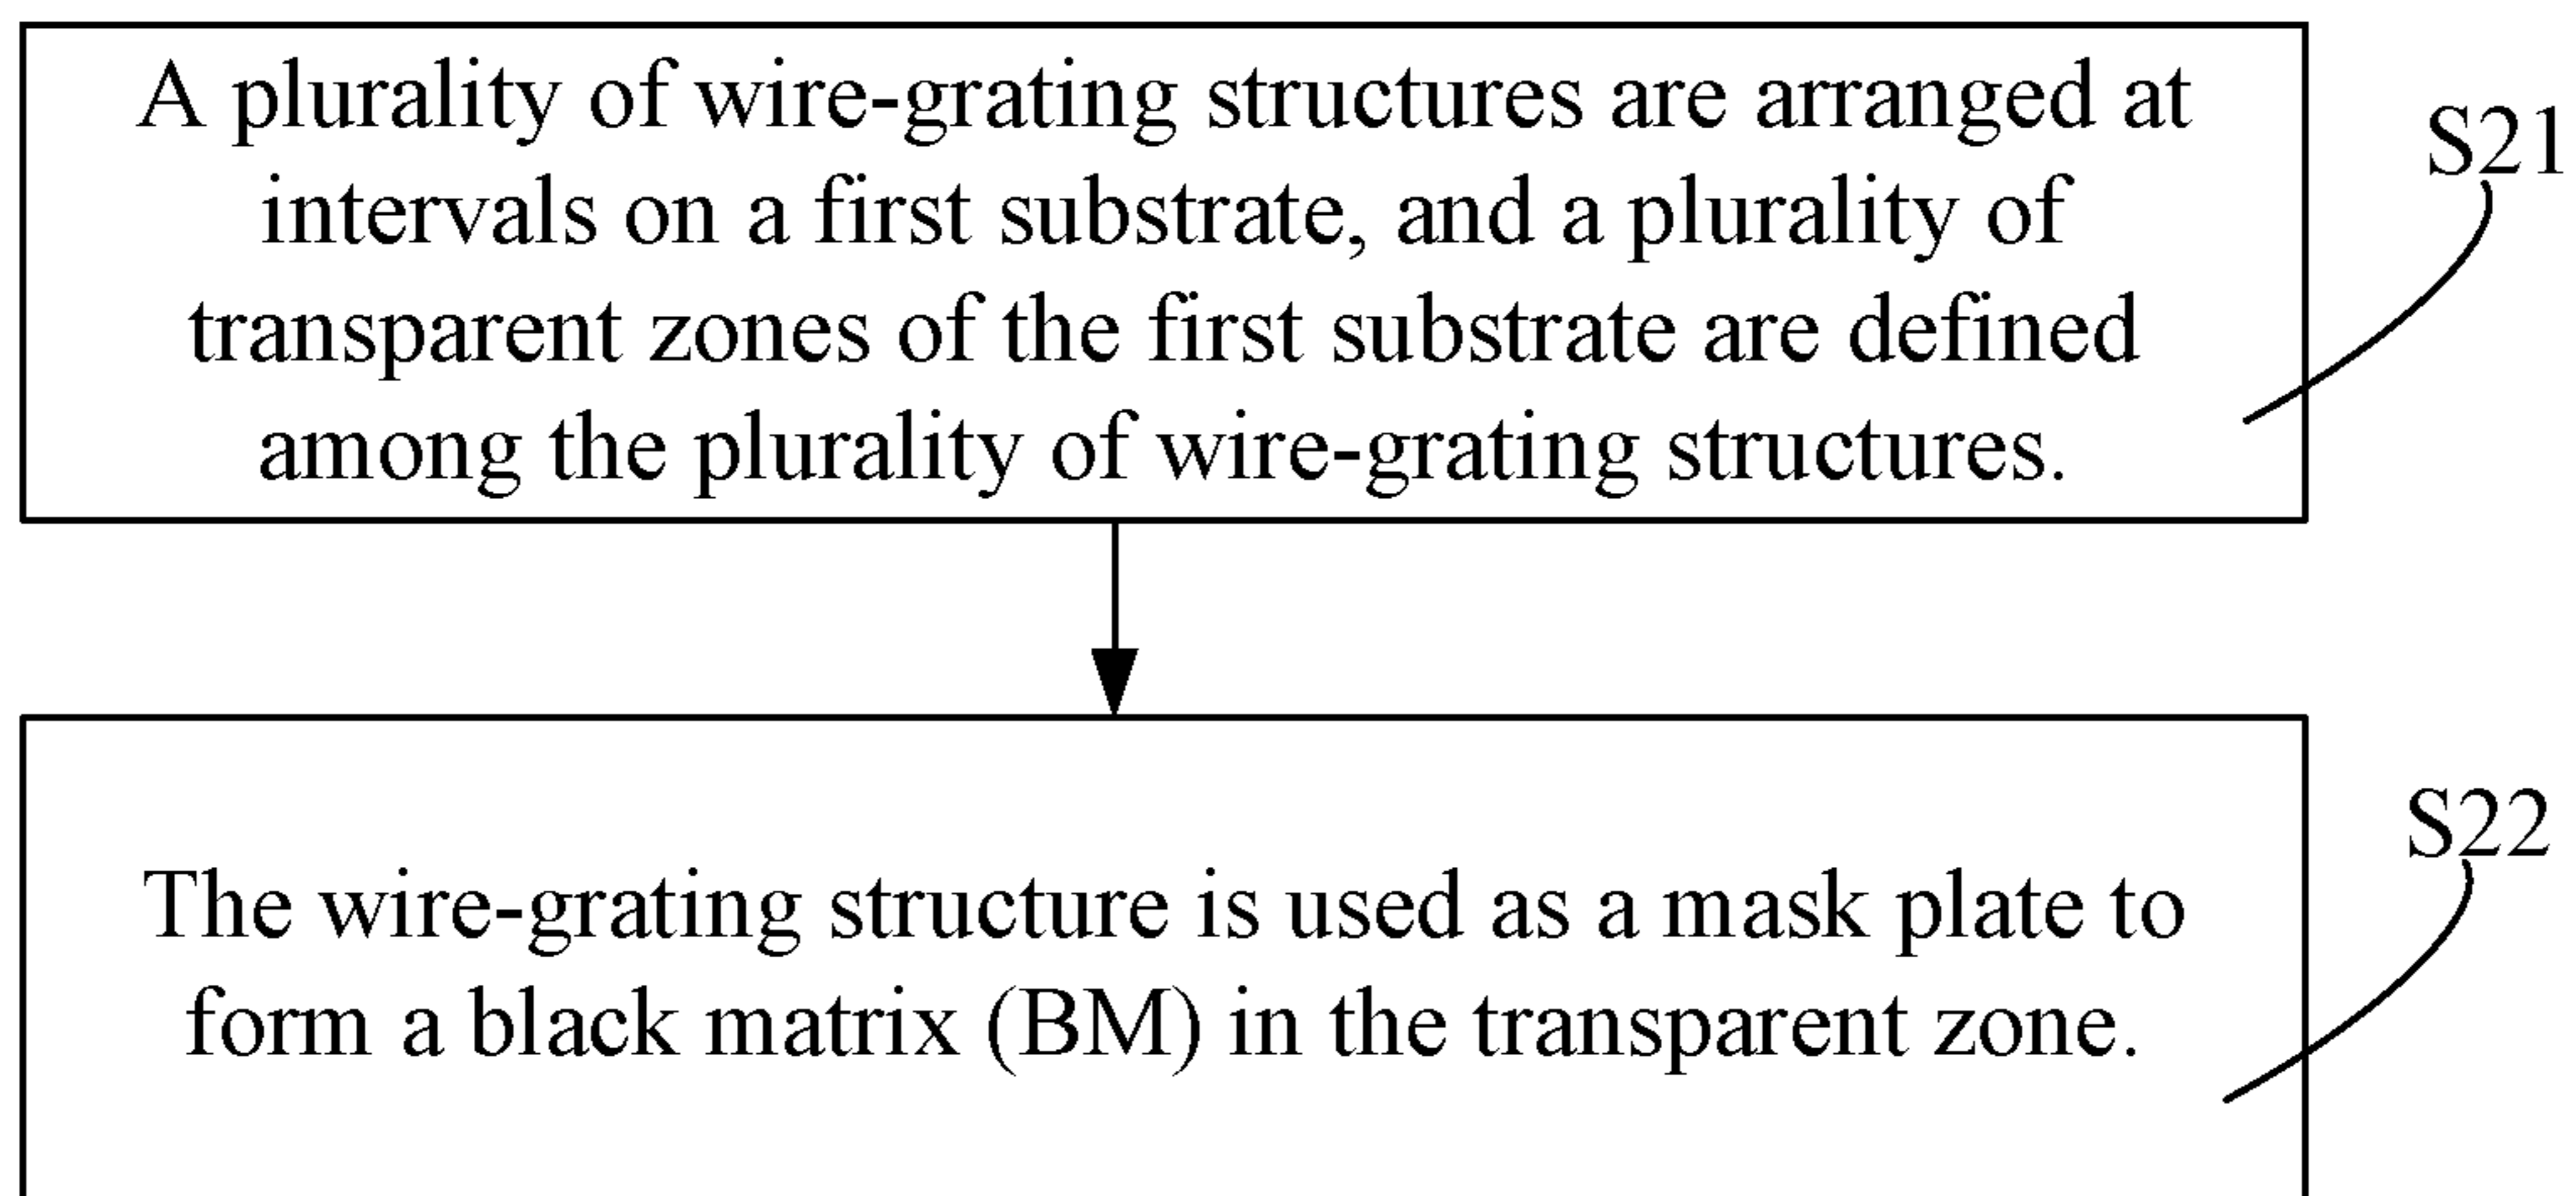 A plurality of wire-grating structures are arranged at
intervals on a first substrate, and a plurality of
transparent zones of the first substrate are defined
among the plurality of wire-grating structures.
S21
The wire-grating structure is used as a mask plate to
form a black matrix (BM) in the transparent zone.
S22